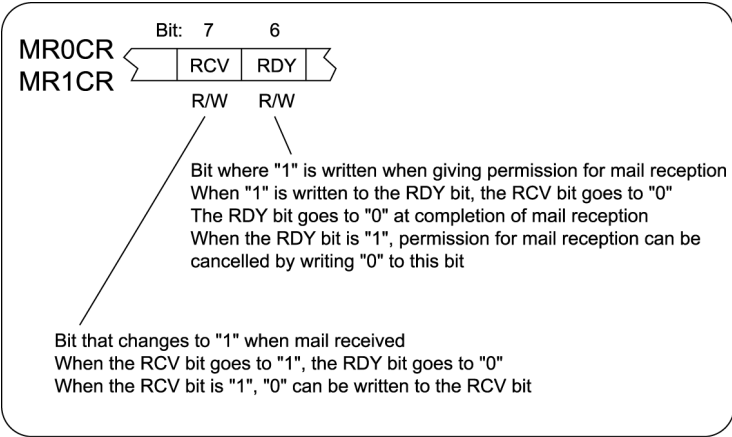 Bit: 7 6
MR0CR
MR1CR
RCV RDY
R/W R/W
Bit where "1" is written when giving permission for mail reception
When "1" is written to the RDY bit, the RCV bit goes to "0"
The RDY bit goes to "0" at completion of mail reception
When the RDY bit is "1", permission for mail reception can be
cancelled by writing "0" to this bit
Bit that changes to "1" when mail received
When the RCV bit goes to "1", the RDY bit goes to "0"
When the RCV bit is "1", "0" can be written to the RCV bit